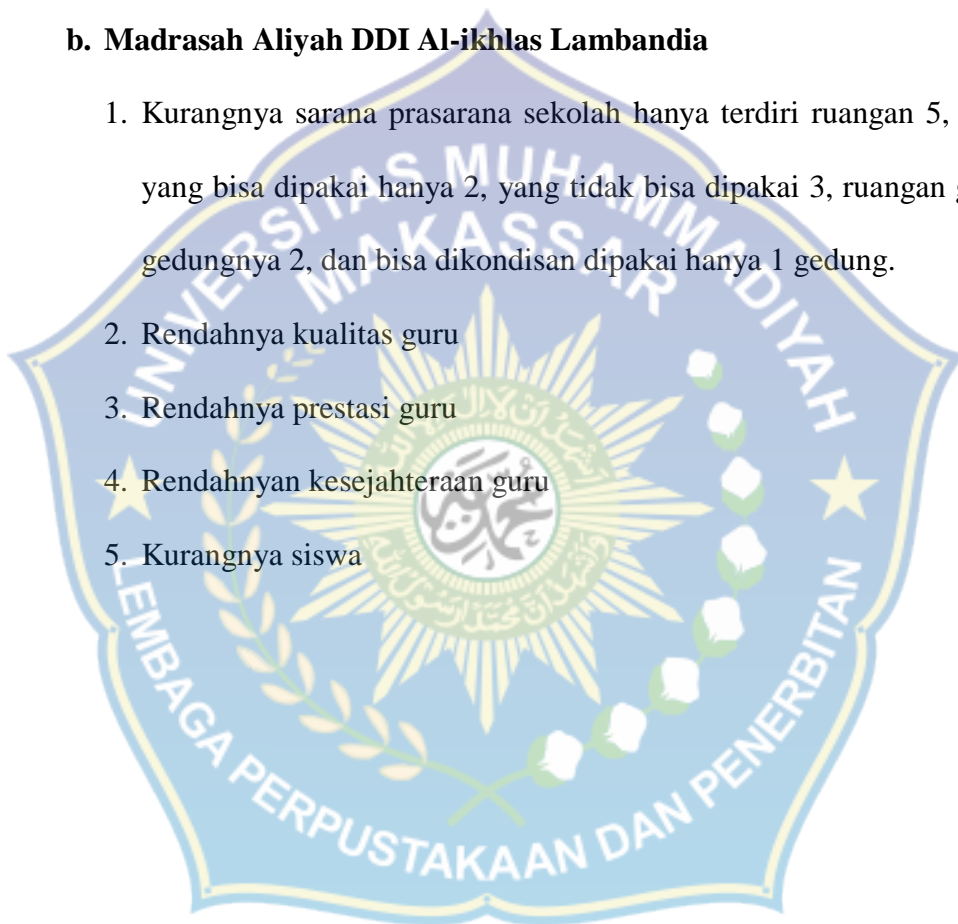 b. Madrasah Aliyah DDI Al-ikhlas Lambandia
1. Kurangnya sarana prasarana sekolah hanya terdiri ruangan 5,
yang bisa dipakai hanya 2, yang tidak bisa dipakai 3, ruangan
gedungnya 2, dan bisa dikondisan dipakai hanya 1 gedung.
2. Rendahnya kualitas guru
3. Rendahnya prestasi guru
4. Rendahnyan kesejahteraan guru
5. Kurangnya siswa
UNIVERSITAS MUHAMMADIYAH
MAKASSAR
LEMBAGA PERPUSTAKAAN DAN PENERBITAN